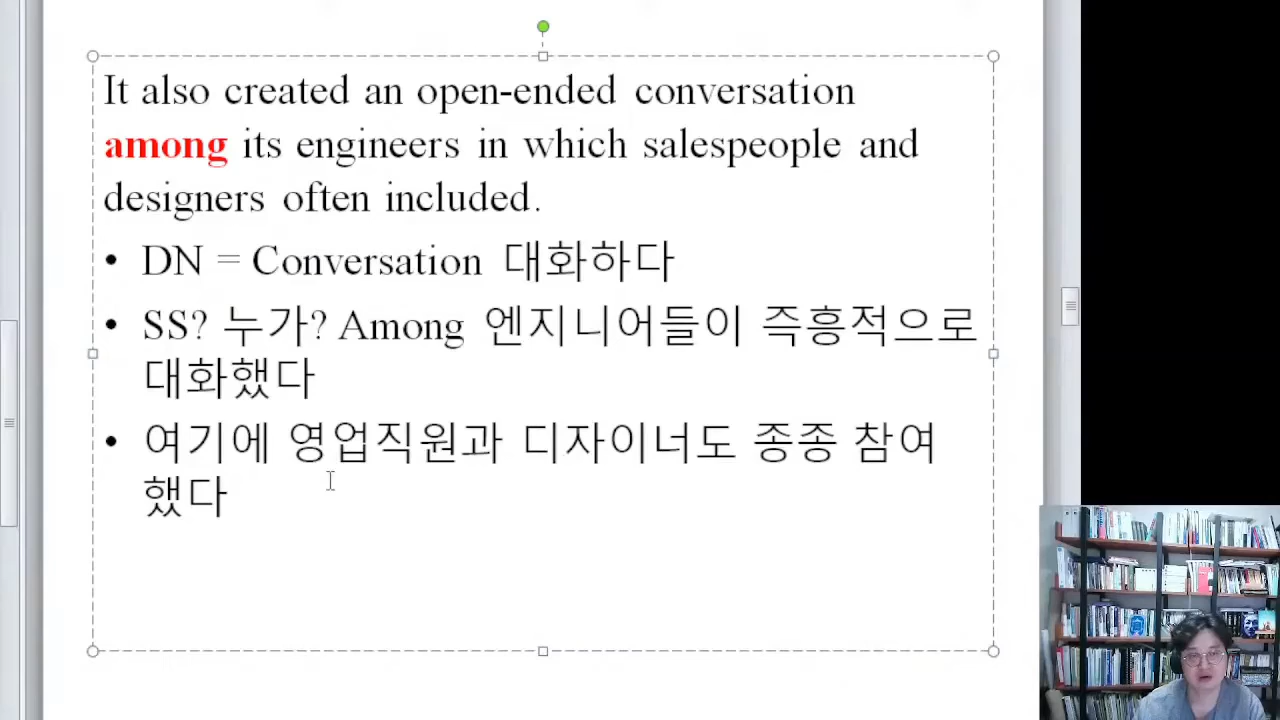 It also created an open-ended conversation
among its engineers in which salespeople and
designers often included.
• DN = Conversation 대화하다
• SS? 누가? Among 엔지니어들이 즉흥적으로
대화했다
• 여기에 영업직원과 디자이너도 종종 참여
했다